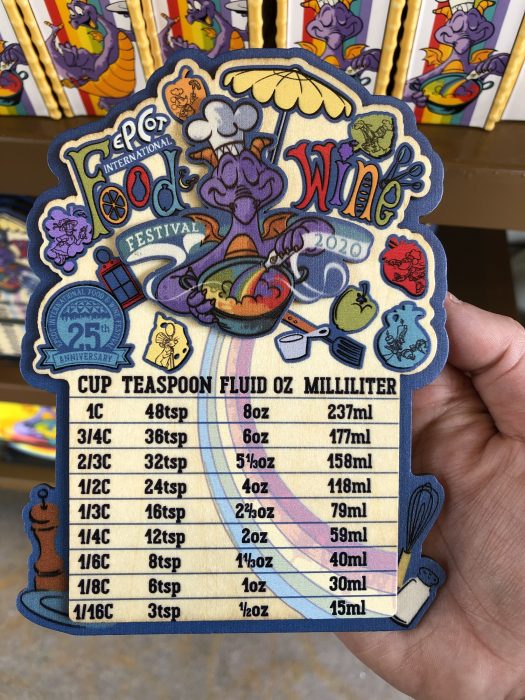 EPCOT
INTERNATIONAL
Food & Wine
FESTIVAL 2020
INTERNATIONAL FOOD &
25th
ANNIVERSARY
CUP TEASPOON FLUID OZ MILLILITER
1C 48tsp 8oz 237ml
3/4C 36tsp 6oz 177ml
2/3C 32tsp 5⅓oz 158ml
1/2C 24tsp 4oz 118ml
1/3C 16tsp 2⅔oz 79ml
1/4C 12tsp 2oz 59ml
1/6C 8tsp 1⅓oz 40ml
1/8C 6tsp 1oz 30ml
1/16C 3tsp ½oz 15ml